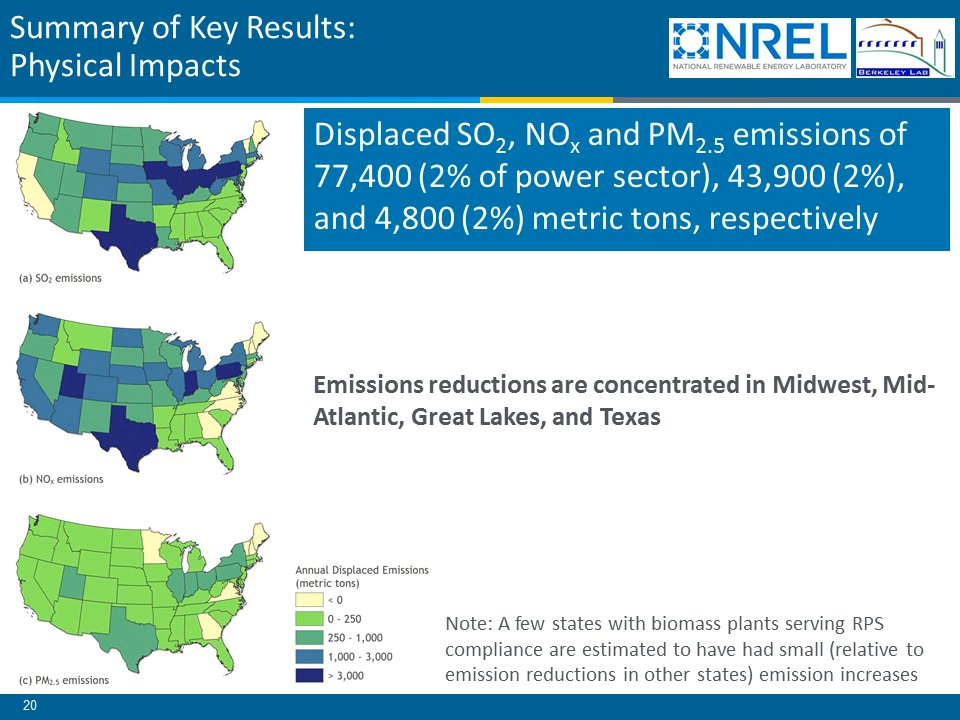 Summary of Key Results:
Physical Impacts
NREL
NATIONAL RENEWABLE ENERGY LABORATORY
BERKELEY LAB
Displaced SO₂, NOₓ and PM₂.₅ emissions of
77,400 (2% of power sector), 43,900 (2%),
and 4,800 (2%) metric tons, respectively
(a) SO₂ emissions
Emissions reductions are concentrated in Midwest, Mid-
Atlantic, Great Lakes, and Texas
(b) NOₓ emissions
Annual Displaced Emissions
(metric tons)
< 0
0 - 250
250 - 1,000
1,000 - 3,000
> 3,000
Note: A few states with biomass plants serving RPS
compliance are estimated to have had small (relative to
emission reductions in other states) emission increases
(c) PM₂.₅ emissions
20